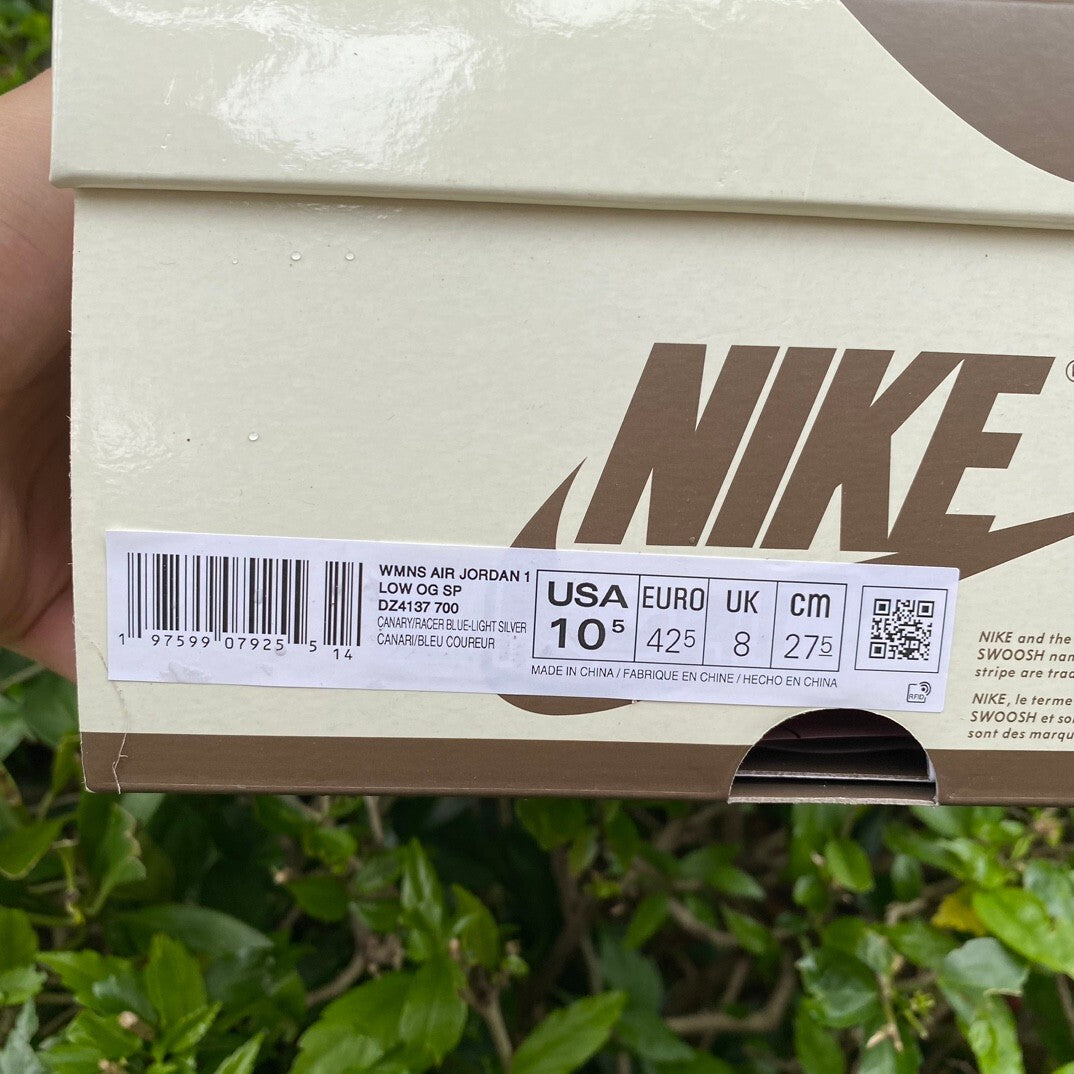 NIKE
WMNS AIR JORDAN 1
LOW OG SP
DZ4137 700
CANARY/RACER BLUE-LIGHT SILVER
CANARI/BLEU COUREUR
1 97599 07925 5 14
USA EURO UK cm
10⁵ 42⁵ 8 27⁵
MADE IN CHINA / FABRIQUE EN CHINE / HECHO EN CHINA
RFID
NIKE and the
SWOOSH nam
stripe are trad
NIKE, le terme
SWOOSH et so
sont des marqu